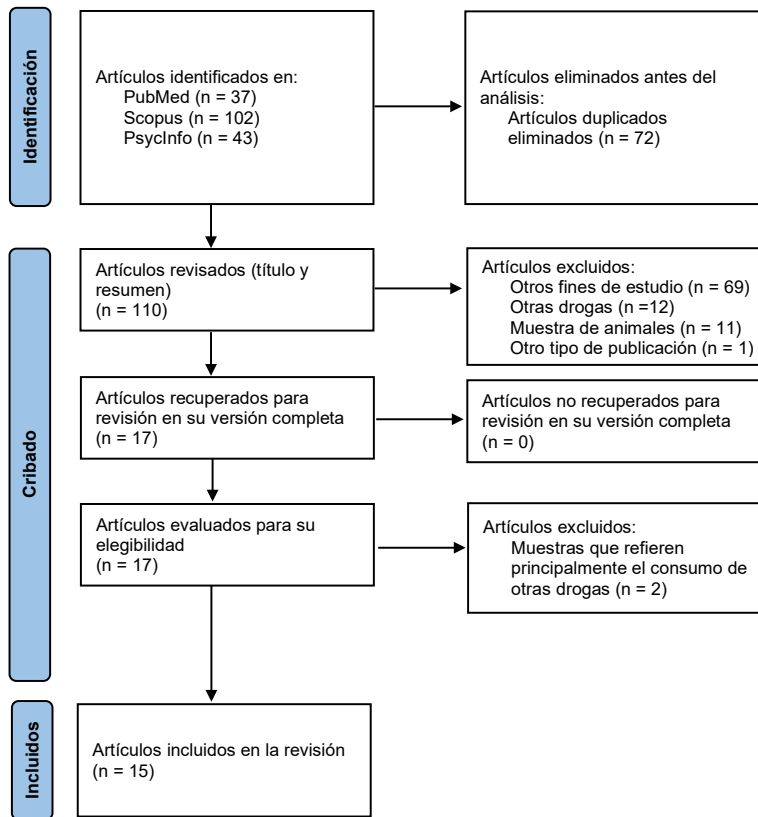 Identificación
Artículos identificados en:
PubMed (n = 37)
Scopus (n = 102)
PsycInfo (n = 43)
Artículos eliminados antes del
análisis:
Artículos duplicados
eliminados (n = 72)
Cribado
Artículos revisados (título y
resumen)
(n = 110)
Artículos excluidos:
Otros fines de estudio (n = 69)
Otras drogas (n =12)
Muestra de animales (n = 11)
Otro tipo de publicación (n = 1)
Artículos recuperados para
revisión en su versión completa
(n = 17)
Artículos no recuperados para
revisión en su versión completa
(n = 0)
Artículos evaluados para su
elegibilidad
(n = 17)
Artículos excluidos:
Muestras que refieren
principalmente el consumo de
otras drogas (n = 2)
Incluidos
Artículos incluidos en la revisión
(n = 15)